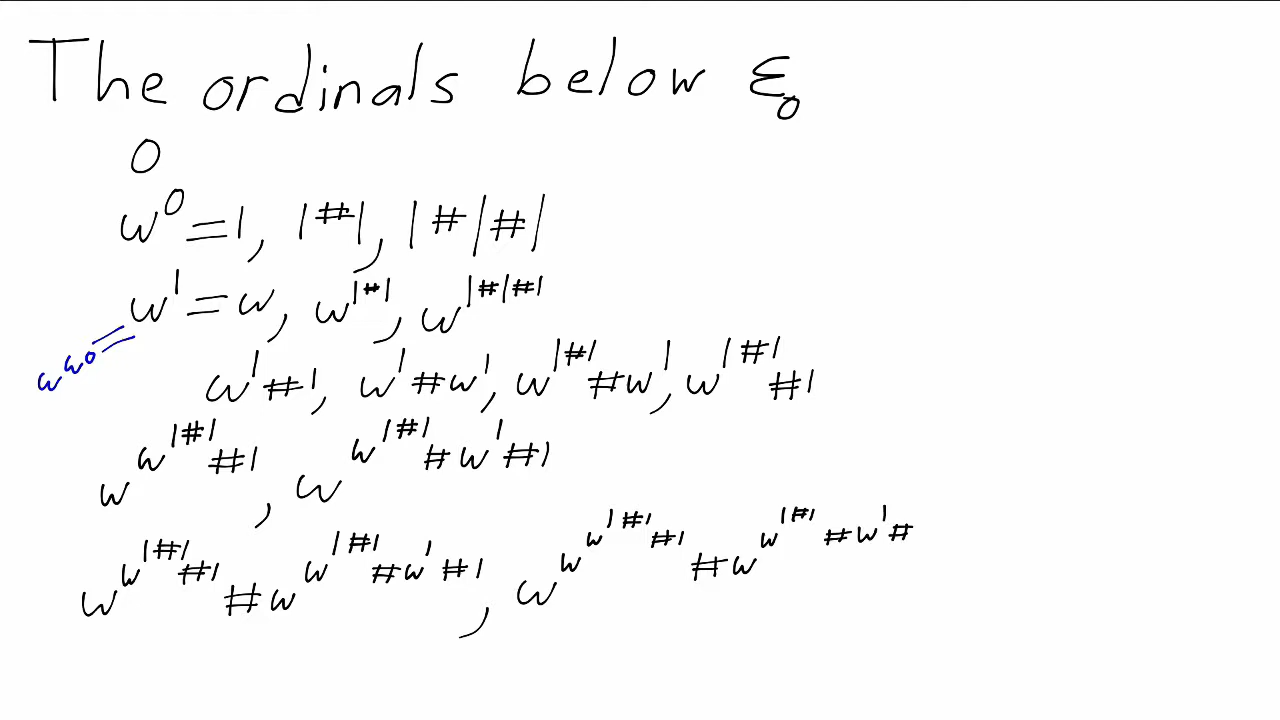 The ordinals below ε₀
0
ω⁰=1, 1#1, 1#1#1
ω¹=ω, ω^{1#1}, ω^{1#1#1}
ω^{ω⁰}=
ω¹#1, ω¹#ω¹, ω^{1#1}#ω¹, ω^{1#1}#1
ω^{ω^{1#1}#1}, ω^{ω^{1#1}#ω¹#1}
ω^{ω^{1#1}#1}#ω^{ω^{1#1}#ω¹#1}, ω^{ω^{ω^{1#1}#1}}#ω^{ω^{1#1}#ω¹#}